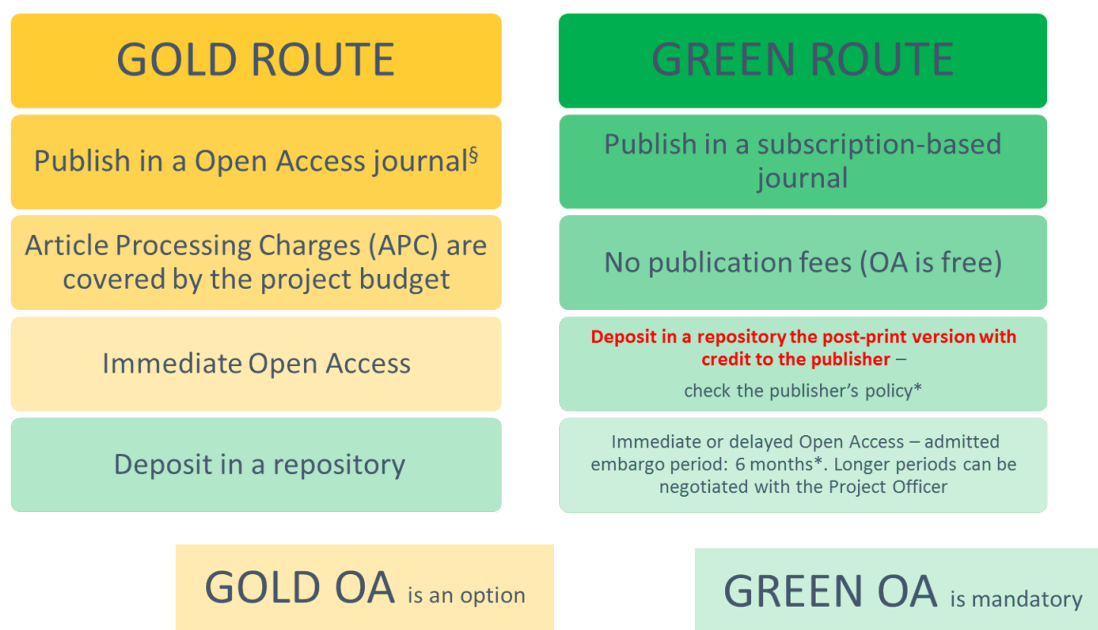 GOLD ROUTE
Publish in a Open Access journal§
Article Processing Charges (APC) are
covered by the project budget
Immediate Open Access
Deposit in a repository
GOLD OA is an option
GREEN ROUTE
Publish in a subscription-based
journal
No publication fees (OA is free)
Deposit in a repository the post-print version with
credit to the publisher –
check the publisher's policy*
Immediate or delayed Open Access – admitted
embargo period: 6 months*. Longer periods can be
negotiated with the Project Officer
GREEN OA is mandatory